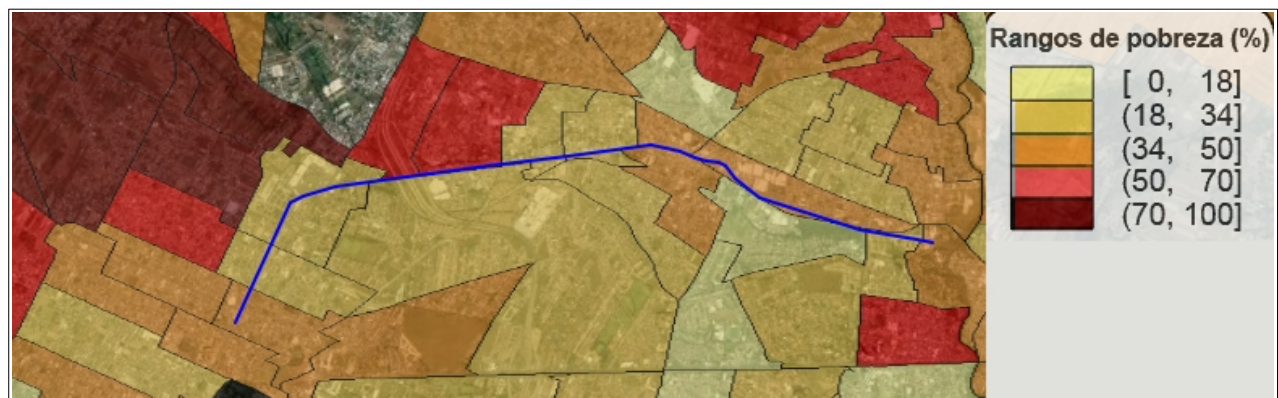 Rangos de pobreza (%)
[ 0, 18]
(18, 34]
(34, 50]
(50, 70]
(70, 100]